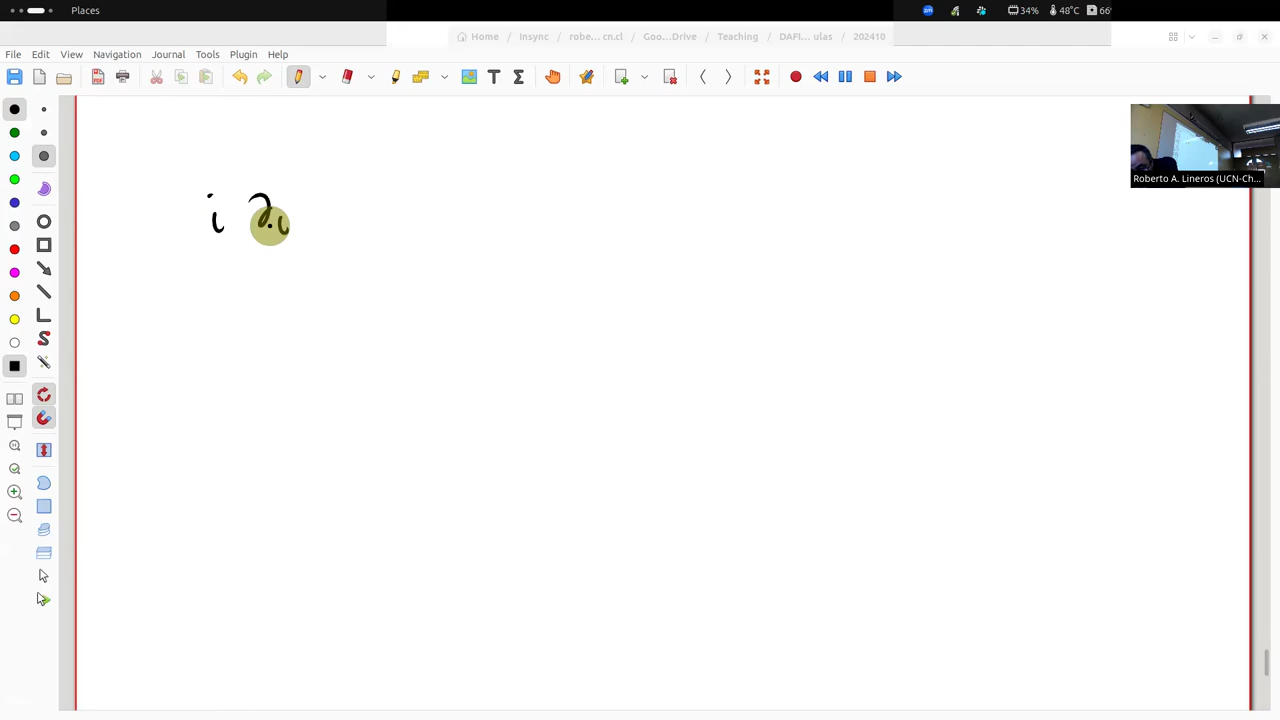 Places
34%
48°C
66
Home / Insync / robe... cn.cl / Goo...Drive / Teaching / DAFI... ulas / 202410
File Edit View Navigation Journal Tools Plugin Help
Roberto A. Lineros (UCN-Ch...
i